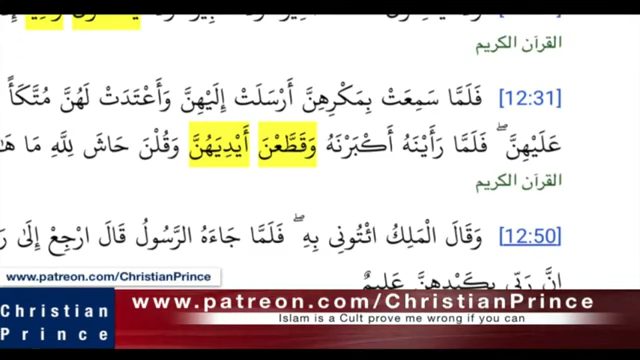 القرآن الكريم
[12:31] فَلَمَّا سَمِعَتْ بِمَكْرِهِنَّ أَرْسَلَتْ إِلَيْهِنَّ وَأَعْتَدَتْ لَهُنَّ مُتَّكَأً
عَلَيْهِنَّ ۖ فَلَمَّا رَأَيْنَهُ أَكْبَرْنَهُ وَقَطَّعْنَ أَيْدِيَهُنَّ وَقُلْنَ حَاشَ لِلَّهِ مَا
القرآن الكريم
[12:50] وَقَالَ الْمَلِكُ ائْتُونِي بِهِ ۖ فَلَمَّا جَاءَهُ الرَّسُولُ قَالَ ارْجِعْ إِلَىٰ
إِنَّ رَبِّي بِكَيْدِهِنَّ عَلِيمٌ
www.patreon.com/ChristianPrince
Christian
Prince
www.patreon.com/ChristianPrince
Islam is a Cult prove me wrong if you can